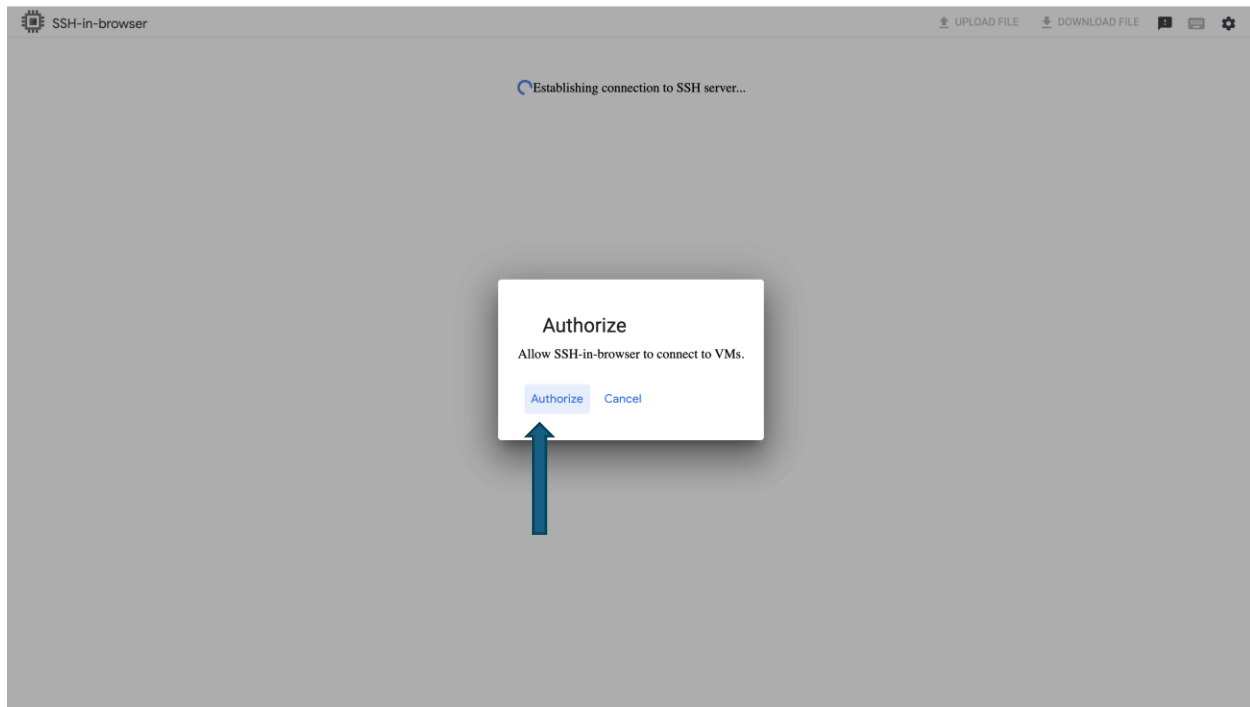 SSH-in-browser
UPLOAD FILE
DOWNLOAD FILE
Establishing connection to SSH server...
Authorize
Allow SSH-in-browser to connect to VMs.
Authorize
Cancel